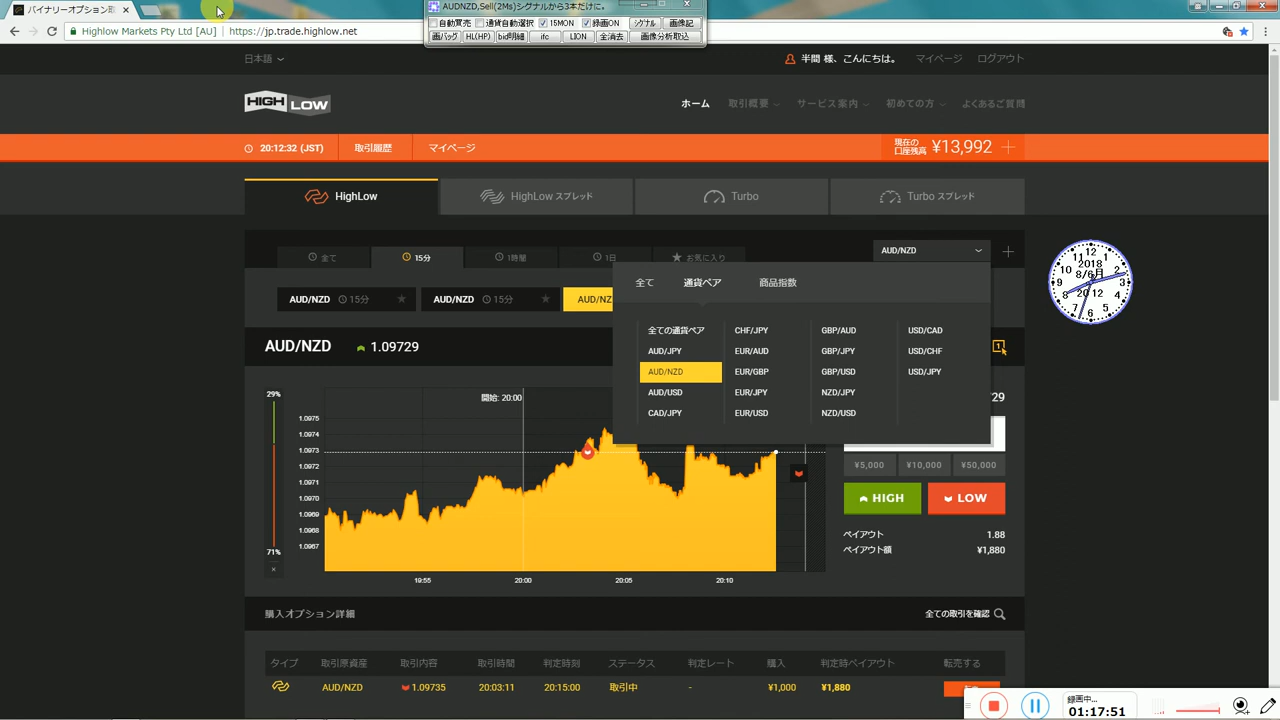 バイナリーオプション取
AUDNZD,Sell(2Ms)シグナルから3本だけに。
自動買売 通貨自動選択 15MON 録画ON シグナル 画像記
画バッグ HL(HP) bid明細 ifc LION 全消去 画像分析取込
Highlow Markets Pty Ltd [AU] https://jp.trade.highlow.net
日本語 半間 様、こんにちは。 マイページ ログアウト
HIGH LOW
ホーム 取引概要 サービス案内 初めての方 よくあるご質問
20:12:32 (JST) 取引履歴 マイページ 現在の口座残高 ¥13,992
HighLow HighLow スプレッド Turbo Turbo スプレッド
全て 15分 1時間 1日 お気に入り AUD/NZD
全て 通貨ペア 商品指数
AUD/NZD 15分 AUD/NZD 15分 AUD/NZ
全ての通貨ペア CHF/JPY GBP/AUD USD/CAD
AUD/JPY EUR/AUD GBP/JPY USD/CHF
AUD/NZD EUR/GBP GBP/USD USD/JPY
AUD/USD EUR/JPY NZD/JPY
CAD/JPY EUR/USD NZD/USD
AUD/NZD 1.09729
1
29% 開始: 20:00 29
1.0975
1.0974
1.0973
1.0972
1.0971
1.0970
1.0969
1.0968
1.0967
71%
19:55 20:00 20:05 20:10
¥5,000 ¥10,000 ¥50,000
HIGH LOW
ペイアウト 1.88
ペイアウト額 ¥1,880
12 1 2 3 4 5 6 7 8 9 10 11
2018
8/6月
20 12
購入オプション詳細 全ての取引を確認
タイプ 取引原資産 取引内容 取引時間 判定時刻 ステータス 判定レート 購入 判定時ペイアウト 転売する
AUD/NZD 1.09735 20:03:11 20:15:00 取引中 - ¥1,000 ¥1,880
録画中...
01:17:51